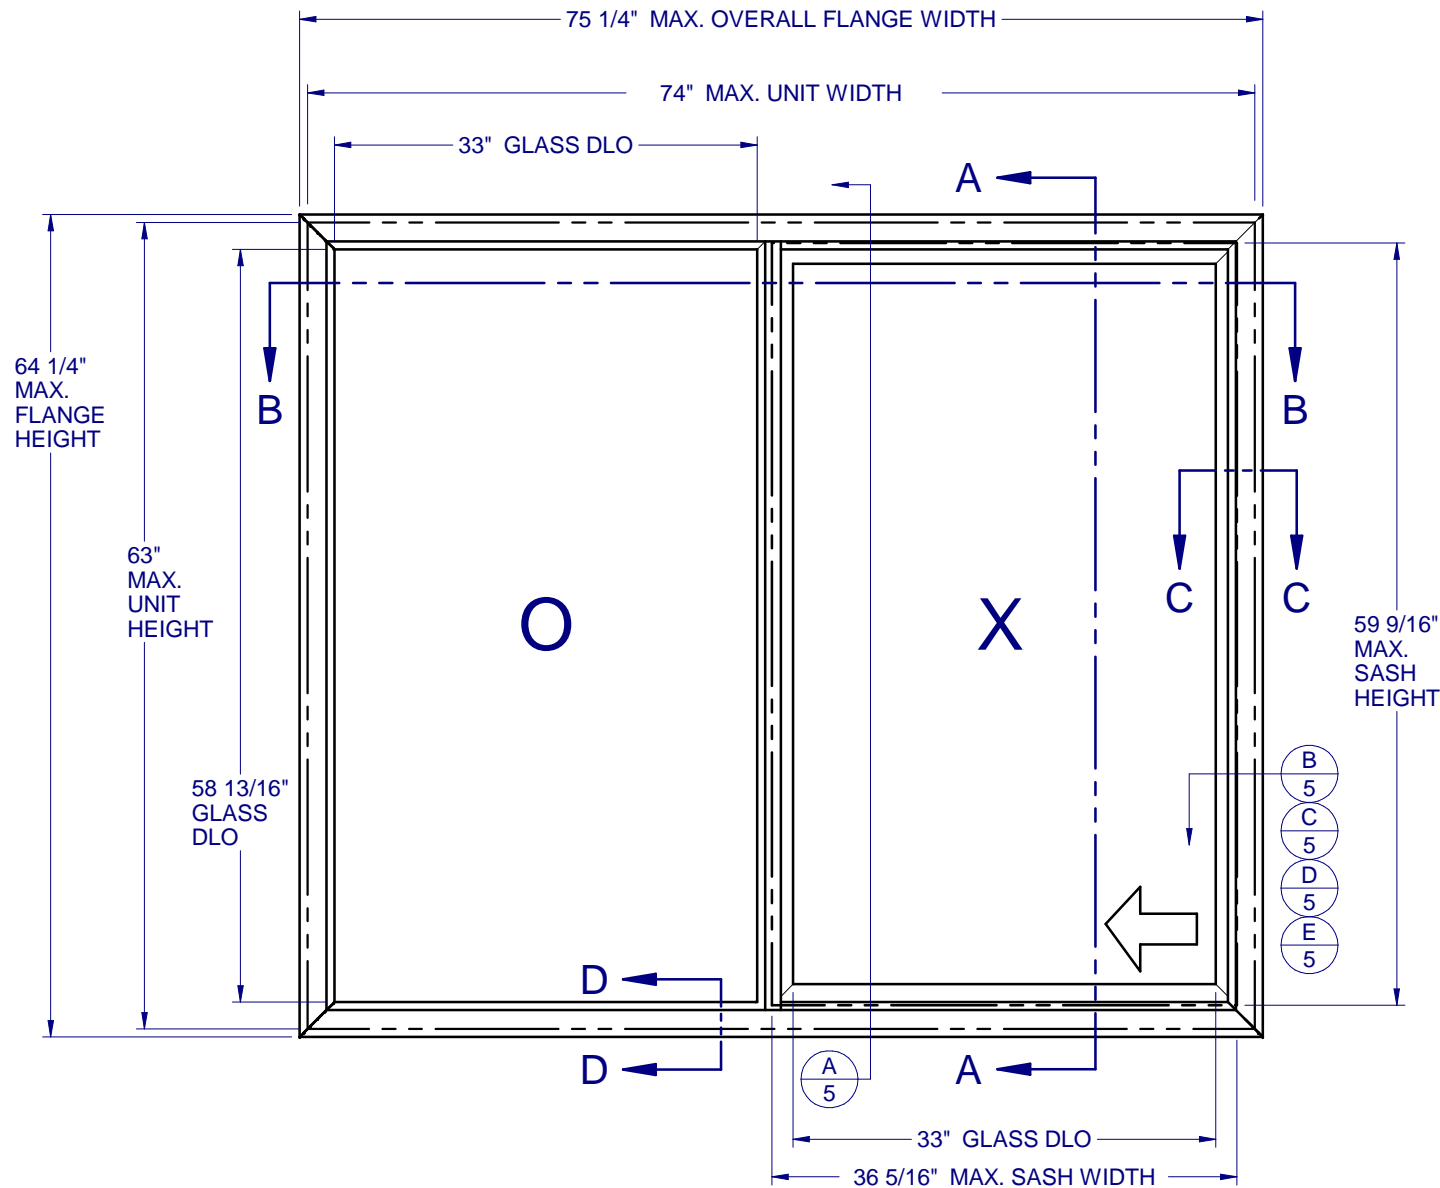 75 1/4" MAX. OVERALL FLANGE WIDTH
74" MAX. UNIT WIDTH
33" GLASS DLO
A
64 1/4"
MAX.
FLANGE
HEIGHT
B
B
63"
MAX.
UNIT
HEIGHT
O
X
C
C
59 9/16"
MAX.
SASH
HEIGHT
58 13/16"
GLASS
DLO
B
5
C
5
D
5
E
5
D
D
A
5
A
33" GLASS DLO
36 5/16" MAX. SASH WIDTH